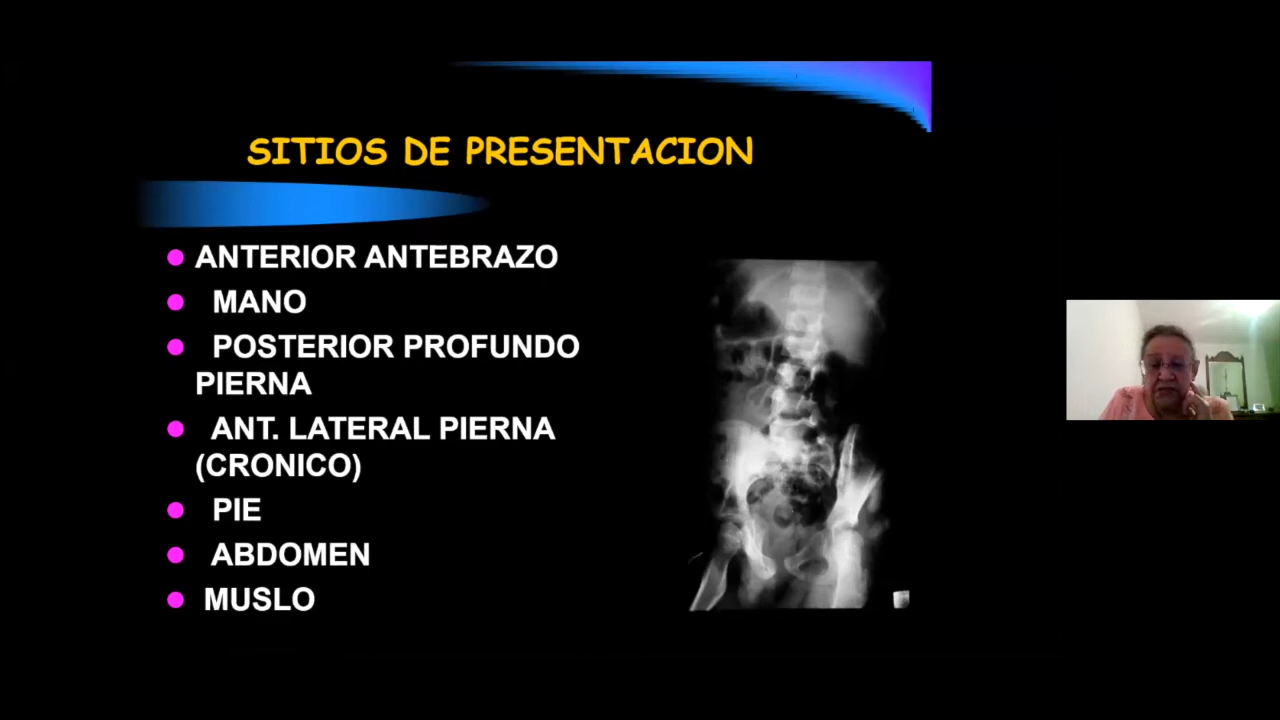 SITIOS DE PRESENTACION
ANTERIOR ANTEBRAZO
MANO
POSTERIOR PROFUNDO
PIERNA
ANT. LATERAL PIERNA
(CRONICO)
PIE
ABDOMEN
MUSLO